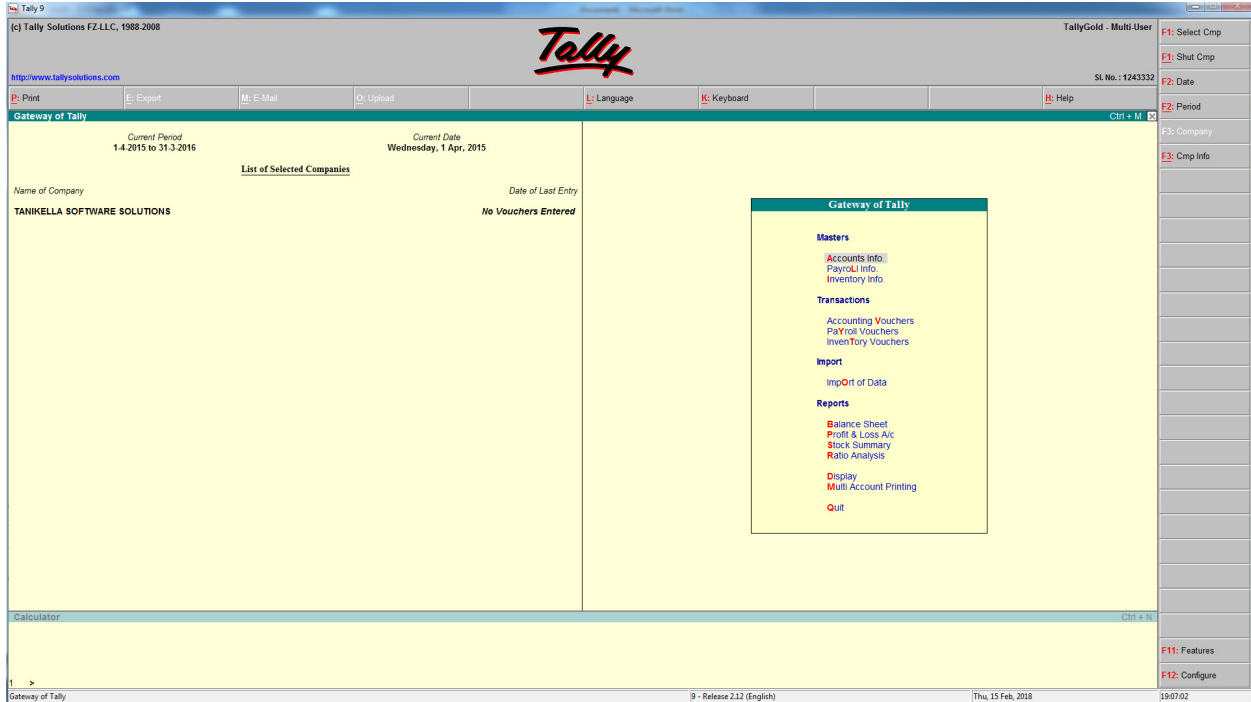 Tally 9
(c) Tally Solutions FZ-LLC, 1988-2008
Tally
TallyGold - Multi-User
http://www.tallysolutions.com
Sl. No. : 1243332
P: Print E: Export M: E-Mail O: Upload L: Language K: Keyboard H: Help
Gateway of Tally Ctrl + M
Current Period Current Date
1-4-2015 to 31-3-2016 Wednesday, 1 Apr, 2015
List of Selected Companies
Name of Company Date of Last Entry
TANIKELLA SOFTWARE SOLUTIONS No Vouchers Entered
Gateway of Tally
Masters
Accounts Info.
PayroLl Info.
Inventory Info.
Transactions
Accounting Vouchers
PaYroll Vouchers
InvenTory Vouchers
Import
ImpOrt of Data
Reports
Balance Sheet
Profit & Loss A/c
Stock Summary
Ratio Analysis
Display
Multi Account Printing
Quit
F1: Select Cmp
F1: Shut Cmp
F2: Date
F2: Period
F3: Company
F3: Cmp Info
F11: Features
F12: Configure
Calculator Ctrl + N
1 >
Gateway of Tally 9 - Release 2.12 (English) Thu, 15 Feb, 2018 19:07:02